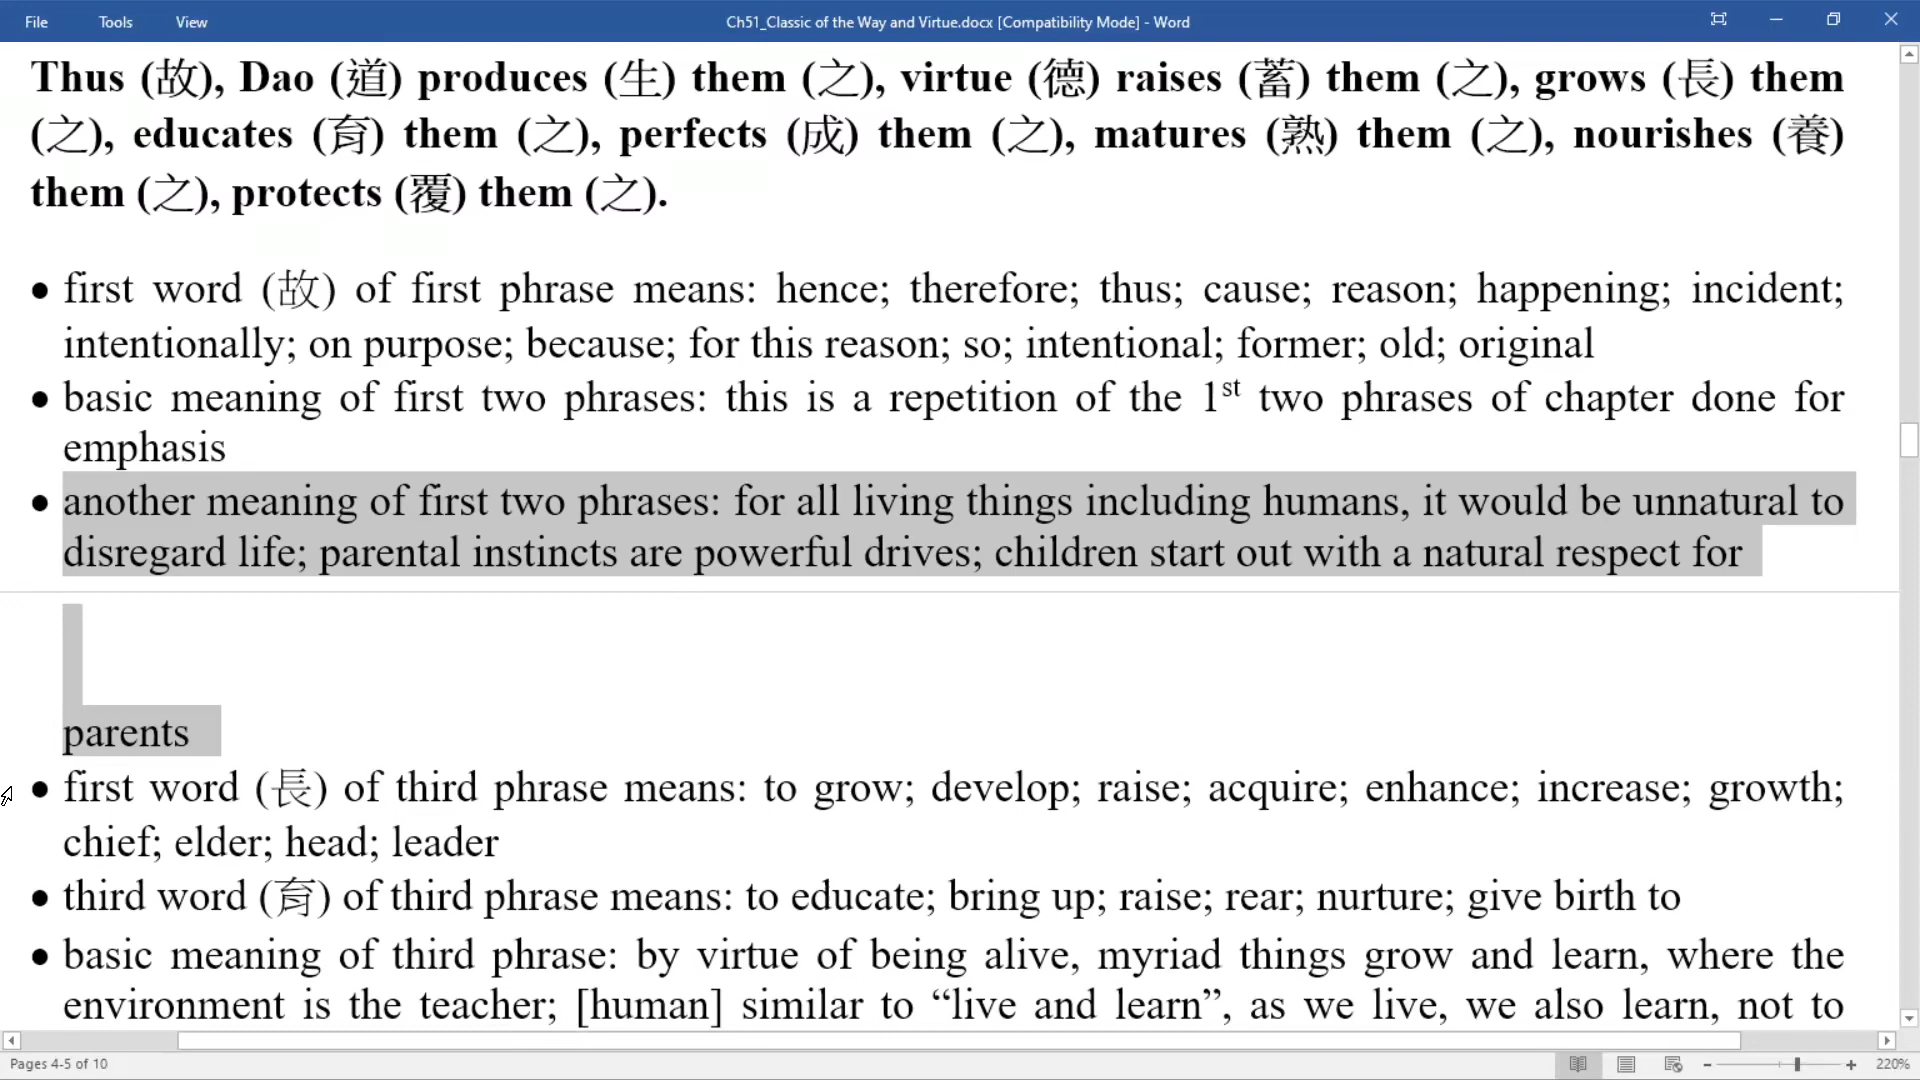 File Tools View Ch51_Classic of the Way and Virtue.docx [Compatibility Mode] - Word
Thus (故), Dao (道) produces (生) them (之), virtue (德) raises (蓄) them (之), grows (長) them
(之), educates (育) them (之), perfects (成) them (之), matures (熟) them (之), nourishes (養)
them (之), protects (覆) them (之).
● first word (故) of first phrase means: hence; therefore; thus; cause; reason; happening; incident;
intentionally; on purpose; because; for this reason; so; intentional; former; old; original
● basic meaning of first two phrases: this is a repetition of the 1st two phrases of chapter done for
emphasis
● another meaning of first two phrases: for all living things including humans, it would be unnatural to
disregard life; parental instincts are powerful drives; children start out with a natural respect for
parents
● first word (長) of third phrase means: to grow; develop; raise; acquire; enhance; increase; growth;
chief; elder; head; leader
● third word (育) of third phrase means: to educate; bring up; raise; rear; nurture; give birth to
● basic meaning of third phrase: by virtue of being alive, myriad things grow and learn, where the
environment is the teacher; [human] similar to “live and learn”, as we live, we also learn, not to
Pages 4-5 of 10 220%